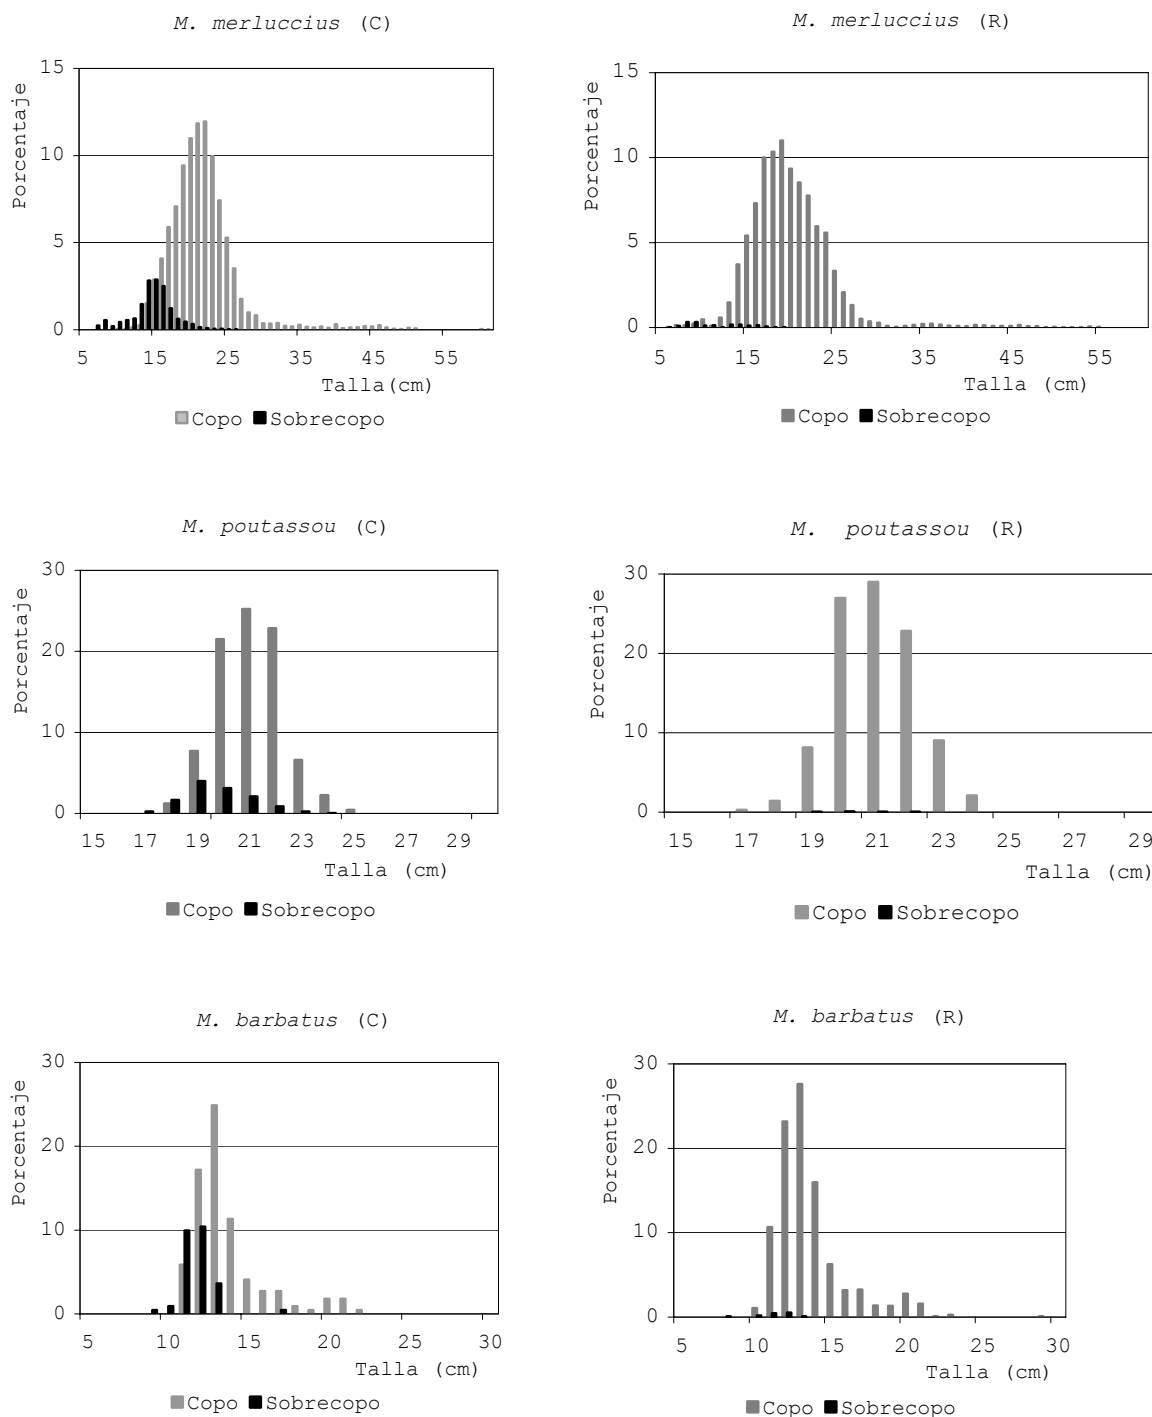 M. merluccius (C)
Porcentaje
15
10
5
0
5 15 25 35 45 55
Talla(cm)
Copo Sobrecopo
M. merluccius (R)
Porcentaje
15
10
5
0
5 15 25 35 45 55
Talla (cm)
Copo Sobrecopo
M. poutassou (C)
Porcentaje
30
20
10
0
15 17 19 21 23 25 27 29
Talla (cm)
Copo Sobrecopo
M. poutassou (R)
Porcentaje
30
20
10
0
15 17 19 21 23 25 27 29
Talla (cm)
Copo Sobrecopo
M. barbatus (C)
Porcentaje
30
20
10
0
5 10 15 20 25 30
Talla (cm)
Copo Sobrecopo
M. barbatus (R)
Porcentaje
30
20
10
0
5 10 15 20 25 30
Talla (cm)
Copo Sobrecopo